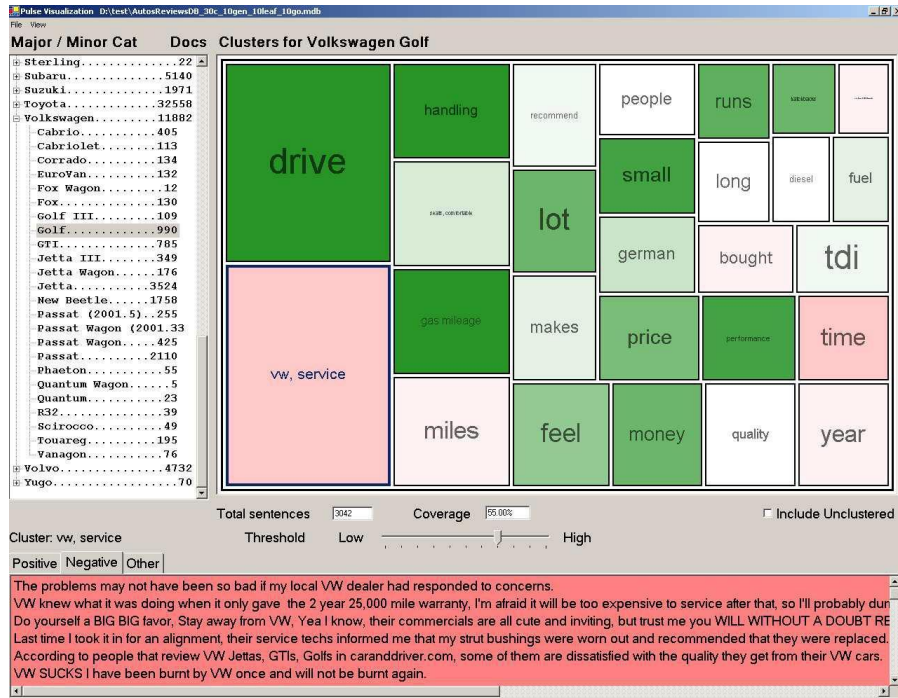 Pulse Visualization D:\test\AutosReviewsDB_30c_10gen_10leaf_10go.mdb
File View
Major / Minor Cat Docs Clusters for Volkswagen Golf
Sterling.............22
Subaru..............5140
Suzuki..............1971
Toyota.............32558
Volkswagen.........11882
Cabrio..........405
Cabriolet.......113
Corrado.........134
EuroVan.........132
Fox Wagon.........12
Fox.............130
Golf III........109
Golf............990
GTI.............785
Jetta III.......349
Jetta Wagon.....176
Jetta..........3524
New Beetle.....1758
Passat (2001.5)..255
Passat Wagon (2001.33
Passat Wagon....425
Passat.........2110
Phaeton..........55
Quantum Wagon.....5
Quantum..........23
R32..............39
Scirocco.........49
Touareg.........195
Vanagon..........76
Volvo...............4732
Yugo..................70
drive
vw, service
handling
seats, comfortable
gas mileage
miles
recommend
lot
makes
feel
people
small
german
price
money
runs
long
diesel
fuel
bought
tdi
performance
time
quality
year
Total sentences 3042 Coverage 55.00% Include Unclustered
Cluster: vw, service Threshold Low High
Positive Negative Other
The problems may not have been so bad if my local VW dealer had responded to concerns.
VW knew what it was doing when it only gave the 2 year 25,000 mile warranty, I'm afraid it will be too expensive to service after that, so I'll probably dun
Do yourself a BIG BIG favor, Stay away from VW, Yea I know, their commercials are all cute and inviting, but trust me you WILL WITHOUT A DOUBT RE
Last time I took it in for an alignment, their service techs informed me that my strut bushings were worn out and recommended that they were replaced.
According to people that review VW Jettas, GTIs, Golfs in caranddriver.com, some of them are dissatisfied with the quality they get from their VW cars.
VW SUCKS I have been burnt by VW once and will not be burnt again.